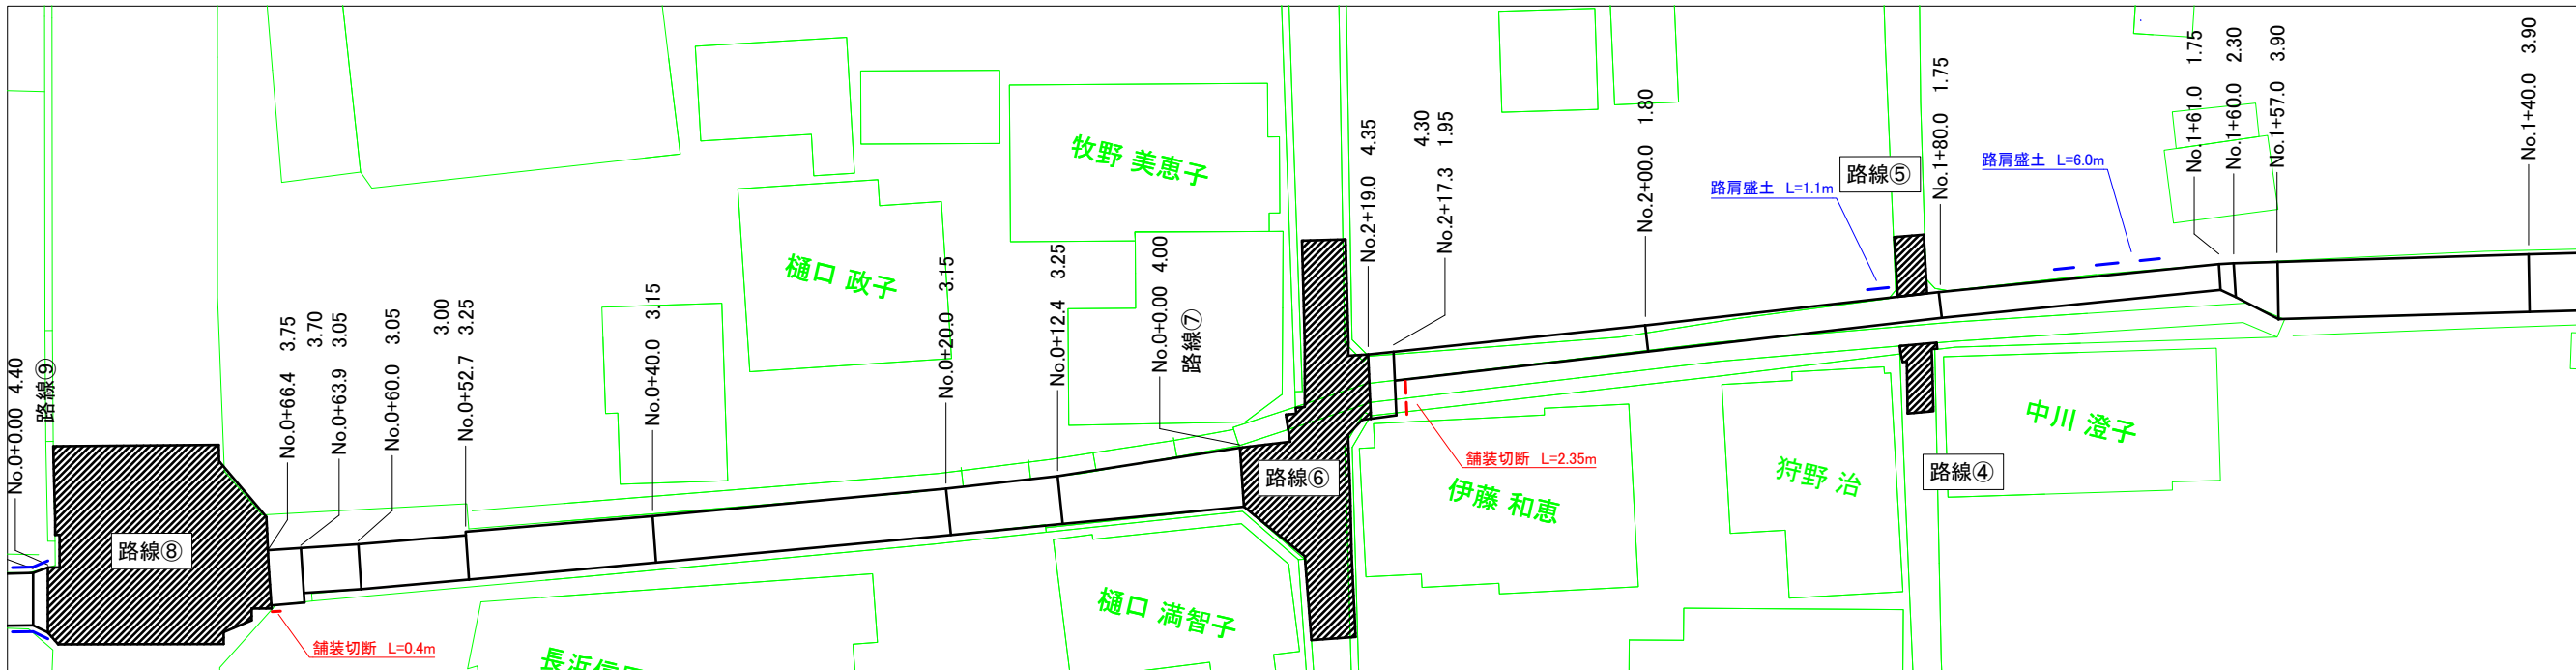 No.0+0.00 4.40
路線⑨
路線⑧
No.0+66.4 3.75
3.70
No.0+63.9 3.05
No.0+60.0 3.05
3.00
No.0+52.7 3.25
舗装切断 L=0.4m
No.0+40.0 3.15
樋口 政子
No.0+20.0 3.15
牧野 美恵子
No.0+12.4 3.25
No.0+0.00 4.00
路線⑦
路線⑥
樋口 満智子
No.2+19.0 4.35
4.30
No.2+17.3 1.95
舗装切断 L=2.35m
伊藤 和恵
No.2+00.0 1.80
路肩盛土 L=1.1m
路線⑤
狩野 治
No.1+80.0 1.75
路線④
中川 澄子
路肩盛土 L=6.0m
No.1+61.0 1.75
No.1+60.0 2.30
No.1+57.0 3.90
No.1+40.0 3.90